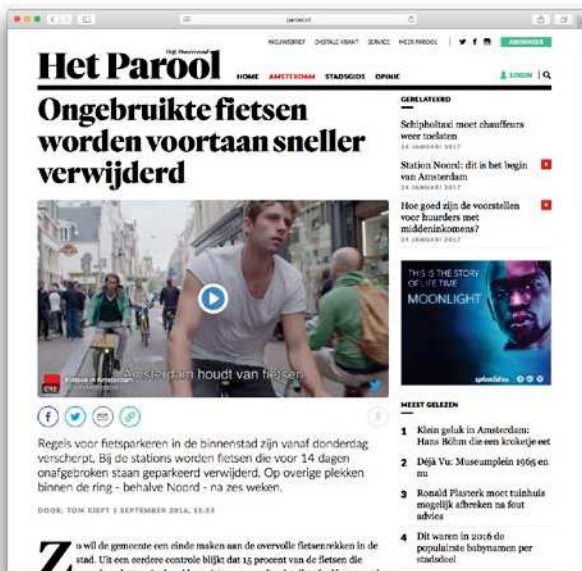 parool.nl
NIEUWSBRIEF DIGITALE KRANT SERVICE MEER PAROOL ABONNEER
Het Parool
HOME AMSTERDAM STADSGIDS OPINIE
LOGIN
Ongebruikte fietsen
worden voortaan sneller
verwijderd
Amsterdam houdt van fietsen
Regels voor fietsparkeren in de binnenstad zijn vanaf donderdag
verscherpt. Bij de stations worden fietsen die voor 14 dagen
onafgebroken staan geparkeerd verwijderd. Op overige plekken
binnen de ring - behalve Noord - na zes weken.
DOOR: TON KIEFT 1 SEPTEMBER 2016, 15:53
Zo wil de gemeente een einde maken aan de overvolle fietsenrekken in de
stad. Uit een eerdere controle blijkt dat 15 procent van de fietsen die
GERELATEERD
Schipholtaxi moet chauffeurs
weer toelaten
24 JANUARI 2017
Station Noord: dit is het begin
van Amsterdam
24 JANUARI 2017
Hoe goed zijn de voorstellen
voor huurders met
middeninkomens?
24 JANUARI 2017
THIS IS THE STORY
OF LIFETIME
MOONLIGHT
MEEST GELEZEN
1 Klein geluk in Amsterdam:
Hans Böhm die een kroketje eet
2 Déjà Vu: Museumplein 1965 en
nu
3 Ronald Plasterk moet tuinhuis
mogelijk afbreken na fout
advies
4 Dit waren in 2016 de
populairste babynamen per
stadsdeel